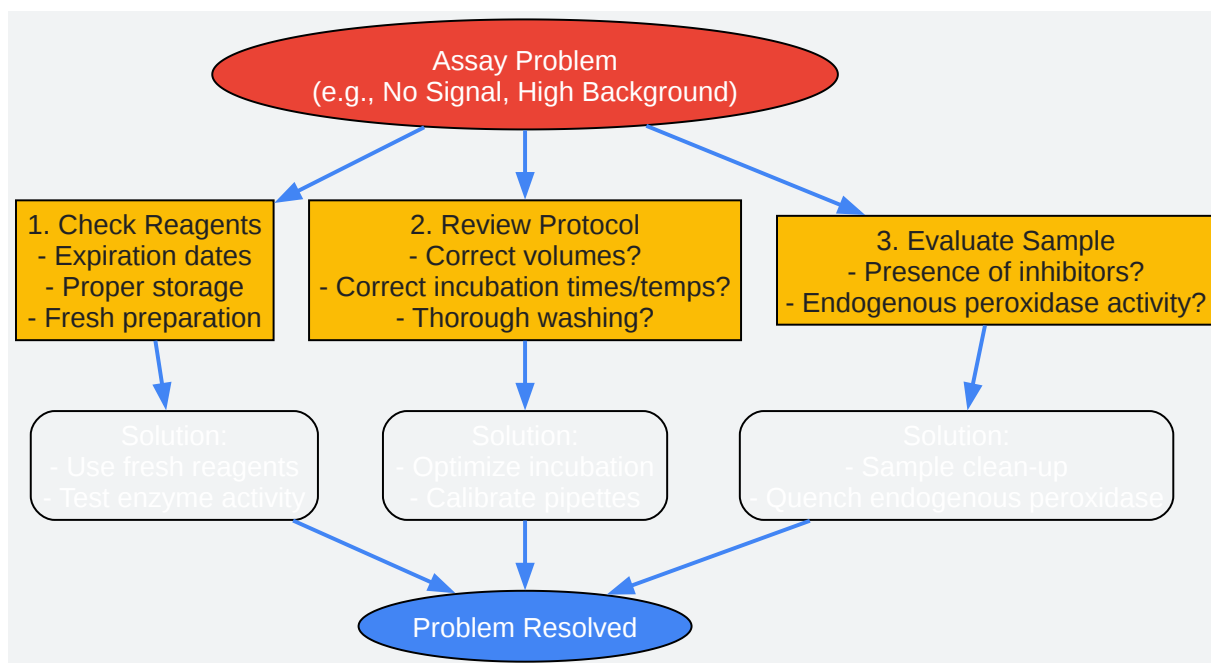 Assay Problem
(e.g., No Signal, High Background)
1. Check Reagents
- Expiration dates
- Proper storage
- Fresh preparation
2. Review Protocol
- Correct volumes?
- Correct incubation times/temps?
- Thorough washing?
3. Evaluate Sample
- Presence of inhibitors?
- Endogenous peroxidase activity?
Solution:
- Use fresh reagents
- Test enzyme activity
Solution:
- Optimize incubation
- Calibrate pipettes
Solution:
- Sample clean-up
- Quench endogenous peroxidase
Problem Resolved